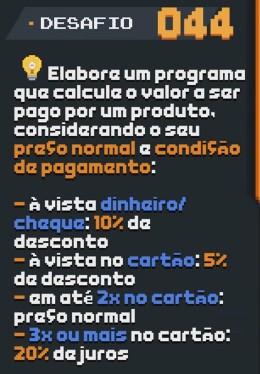 DESAFIO 044
Elabore um programa
que calcule o valor a ser
pago por um produto,
considerando o seu
preço normal e condição
de pagamento:
- à vista dinheiro/
cheque: 10% de
desconto
- à vista no cartão: 5%
de desconto
- em até 2x no cartão:
preço normal
- 3x ou mais no cartão:
20% de juros